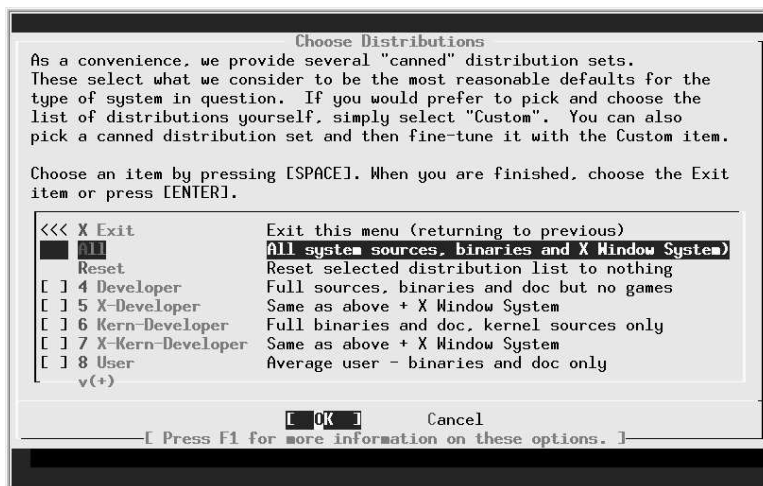 Choose Distributions
As a convenience, we provide several "canned" distribution sets.
These select what we consider to be the most reasonable defaults for the
type of system in question.  If you would prefer to pick and choose the
list of distributions yourself, simply select "Custom".  You can also
pick a canned distribution set and then fine-tune it with the Custom item.
Choose an item by pressing [SPACE]. When you are finished, choose the Exit
item or press [ENTER].
<<< X Exit Exit this menu (returning to previous)
All All system sources, binaries and X Window System)
Reset Reset selected distribution list to nothing
[ ] 4 Developer Full sources, binaries and doc but no games
[ ] 5 X-Developer Same as above + X Window System
[ ] 6 Kern-Developer Full binaries and doc, kernel sources only
[ ] 7 X-Kern-Developer Same as above + X Window System
[ ] 8 User Average user - binaries and doc only
v(+)
[ OK ] Cancel
[ Press F1 for more information on these options. ]